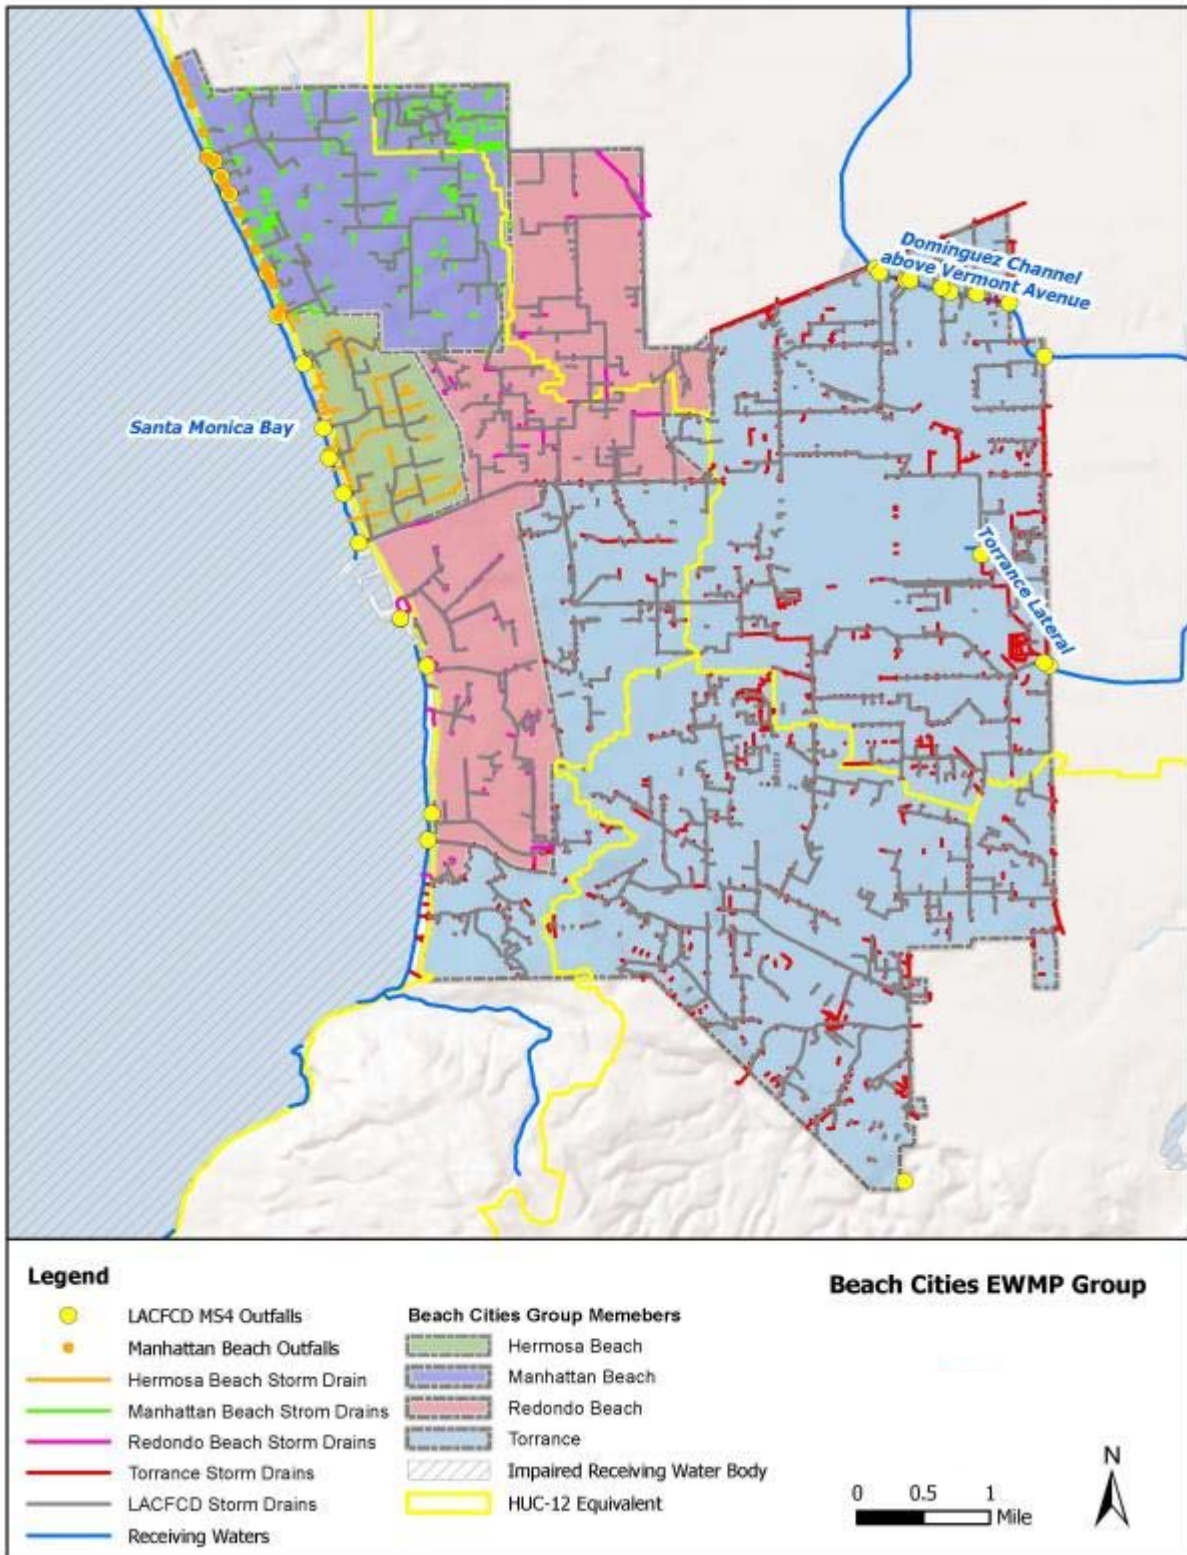 Dominguez Channel
above Vermont Avenue
Santa Monica Bay
Torrance Lateral
Legend
LACFCD MS4 Outfalls
Manhattan Beach Outfalls
Hermosa Beach Storm Drain
Manhattan Beach Strom Drains
Redondo Beach Storm Drains
Torrance Storm Drains
LACFCD Storm Drains
Receiving Waters
Beach Cities Group Memebers
Hermosa Beach
Manhattan Beach
Redondo Beach
Torrance
Impaired Receiving Water Body
HUC-12 Equivalent
Beach Cities EWMP Group
N
0 0.5 1
Mile